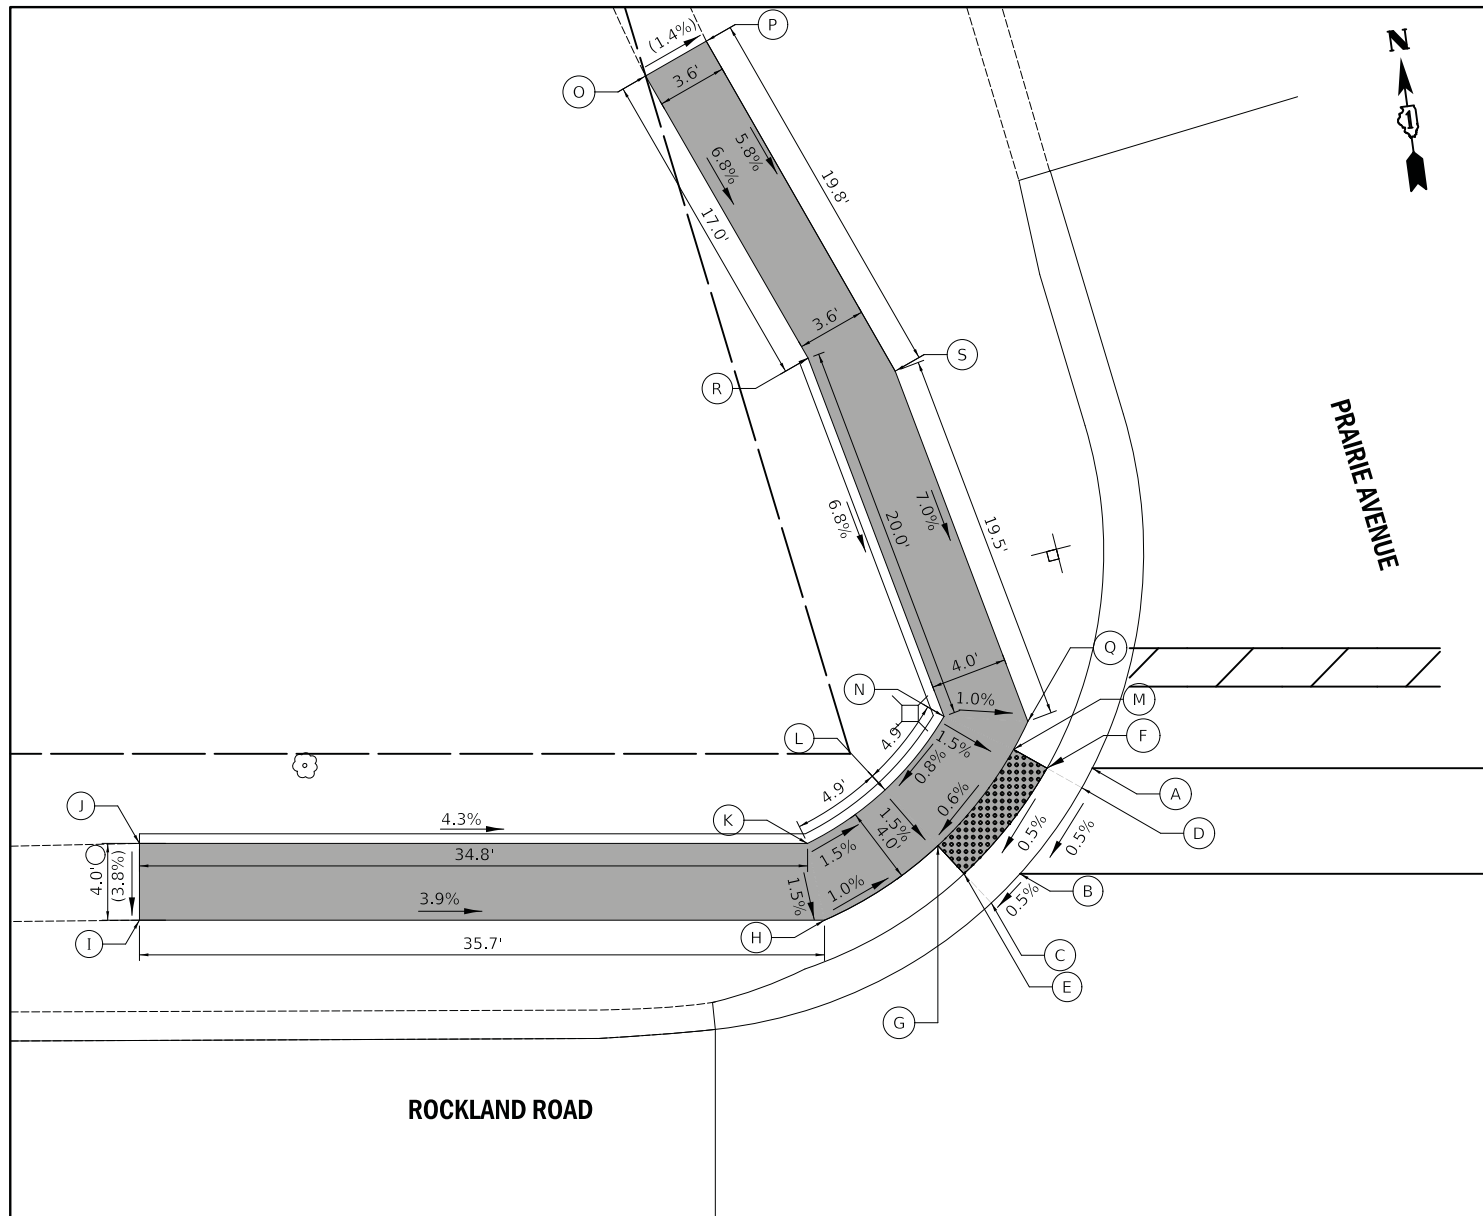 P
(1.4%)
N
1
O
3.6'
5.8%
6.8%
19.8'
17.0'
3.6'
S
R
PRAIRIE AVENUE
6.8%
20.0'
7.0%
19.5'
Q
4.0'
N
1.0%
M
L
4.9'
1.5%
0.8%
F
A
4.9'
0.6%
J
K
4.3%
1.5%
4.0'
0.5%
0.5%
D
34.8'
1.5%
4.0'
(3.8%)
3.9%
1.5%
1.0%
0.5%
B
I
35.7'
H
C
E
G
ROCKLAND ROAD